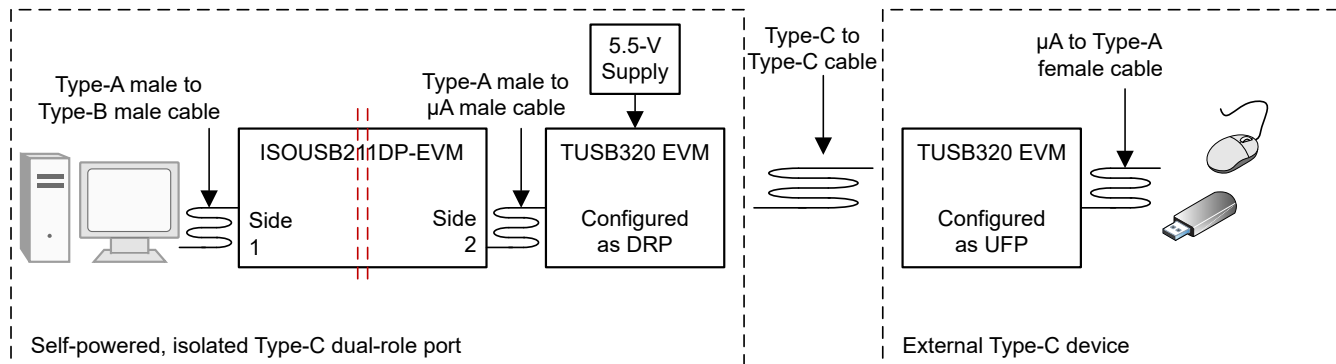 5.5-V
Supply
Type-C to
Type-C cable
µA to Type-A
female cable
Type-A male to
Type-B male cable
Type-A male to
µA male cable
ISOUSB211DP-EVM
TUSB320 EVM
TUSB320 EVM
Side
1
Side
2
Configured
as DRP
Configured
as UFP
Self-powered, isolated Type-C dual-role port
External Type-C device